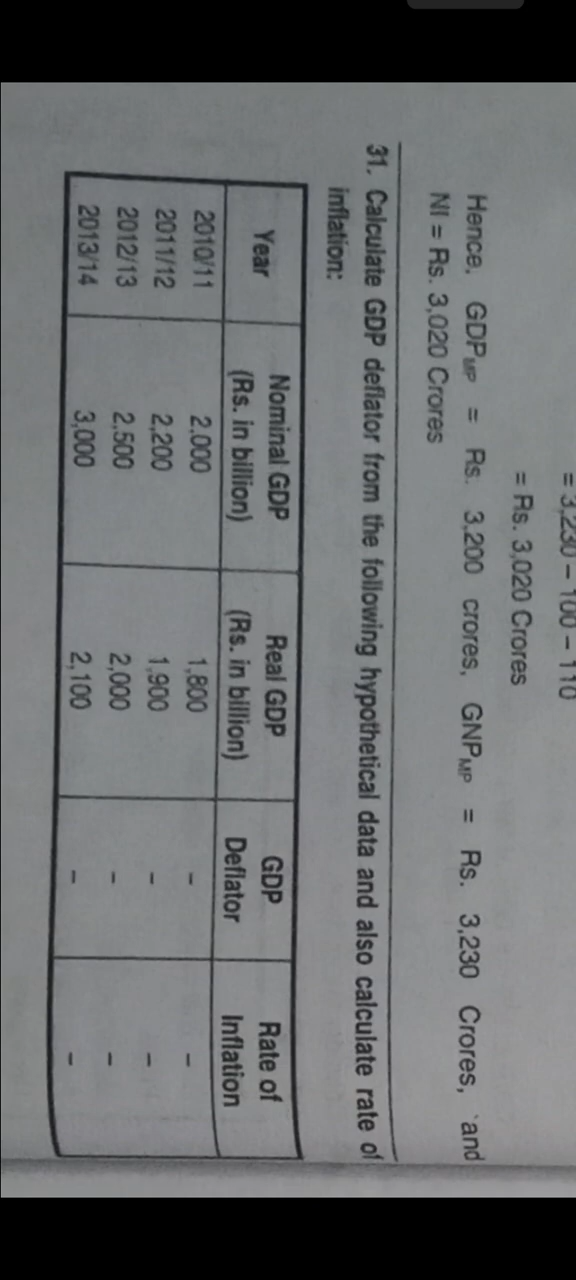 = 3,230 – 100 – 110
= Rs. 3,020 Crores
Hence. GDPMP = Rs. 3,200 crores, GNPMP = Rs. 3,230 Crores, and
NI = Rs. 3,020 Crores
31. Calculate GDP deflator from the following hypothetical data and also calculate rate of
inflation:
Year Nominal GDP (Rs. in billion) Real GDP (Rs. in billion) GDP Deflator Rate of Inflation
2010/11 2.000 1,800 – –
2011/12 2,200 1,900 – –
2012/13 2,500 2,000 – –
2013/14 3,000 2,100 – –